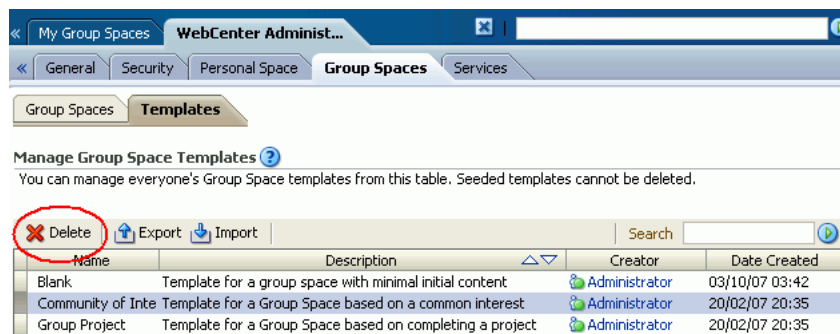 « My Group Spaces WebCenter Administ...
« General Security Personal Space Group Spaces Services
Group Spaces Templates
Manage Group Space Templates ?
You can manage everyone's Group Space templates from this table. Seeded templates cannot be deleted.
Delete Export Import Search
Name Description Creator Date Created
Blank Template for a group space with minimal initial content Administrator 03/10/07 03:42
Community of Inte Template for a Group Space based on a common interest Administrator 20/02/07 20:35
Group Project Template for a Group Space based on completing a project Administrator 20/02/07 20:35